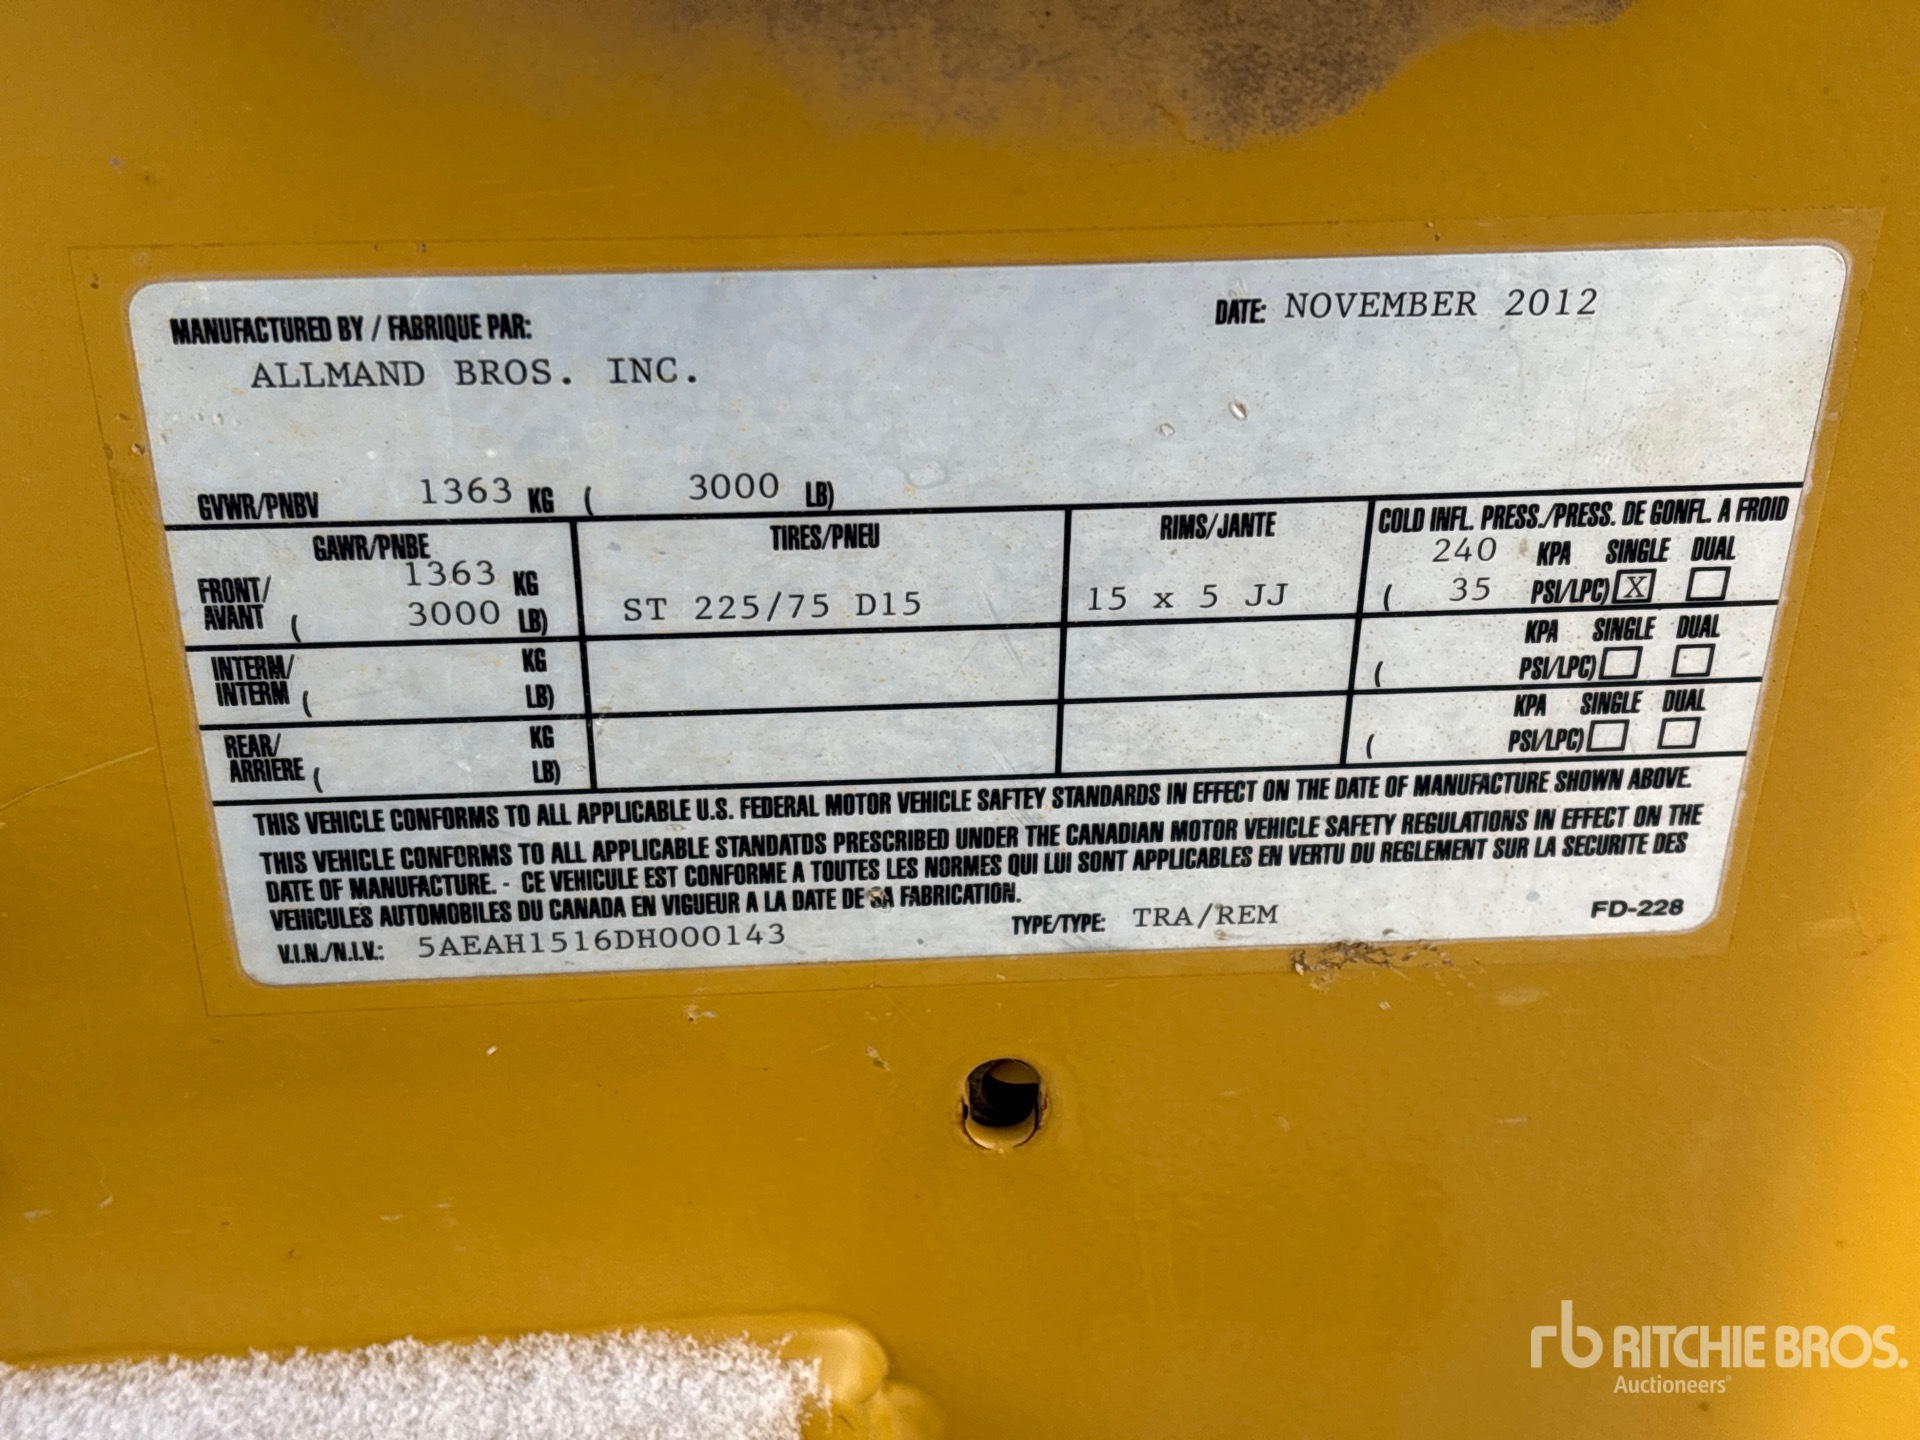 MANUFACTURED BY / FABRIQUE PAR: DATE: NOVEMBER 2012
ALLMAND BROS. INC.
GVWR/PNBV 1363 KG ( 3000 LB)
GAWR/PNBE TIRES/PNEU RIMS/JANTE COLD INFL. PRESS./PRESS. DE GONFL. A FROID
FRONT/ 1363 KG 240 KPA SINGLE DUAL
AVANT ( 3000 LB) ST 225/75 D15 15 x 5 JJ ( 35 PSI/LPC) X
INTERM/ KG KPA SINGLE DUAL
INTERM ( LB) ( PSI/LPC)
REAR/ KG KPA SINGLE DUAL
ARRIERE ( LB) ( PSI/LPC)
THIS VEHICLE CONFORMS TO ALL APPLICABLE U.S. FEDERAL MOTOR VEHICLE SAFTEY STANDARDS IN EFFECT ON THE DATE OF MANUFACTURE SHOWN ABOVE.
THIS VEHICLE CONFORMS TO ALL APPLICABLE STANDATDS PRESCRIBED UNDER THE CANADIAN MOTOR VEHICLE SAFETY REGULATIONS IN EFFECT ON THE
DATE OF MANUFACTURE. - CE VEHICULE EST CONFORME A TOUTES LES NORMES QUI LUI SONT APPLICABLES EN VERTU DU REGLEMENT SUR LA SECURITE DES
VEHICULES AUTOMOBILES DU CANADA EN VIGUEUR A LA DATE DE SA FABRICATION.
V.I.N./N.I.V.: 5AEAH1516DH000143 TYPE/TYPE: TRA/REM FD-228
rb RITCHIE BROS.
Auctioneers